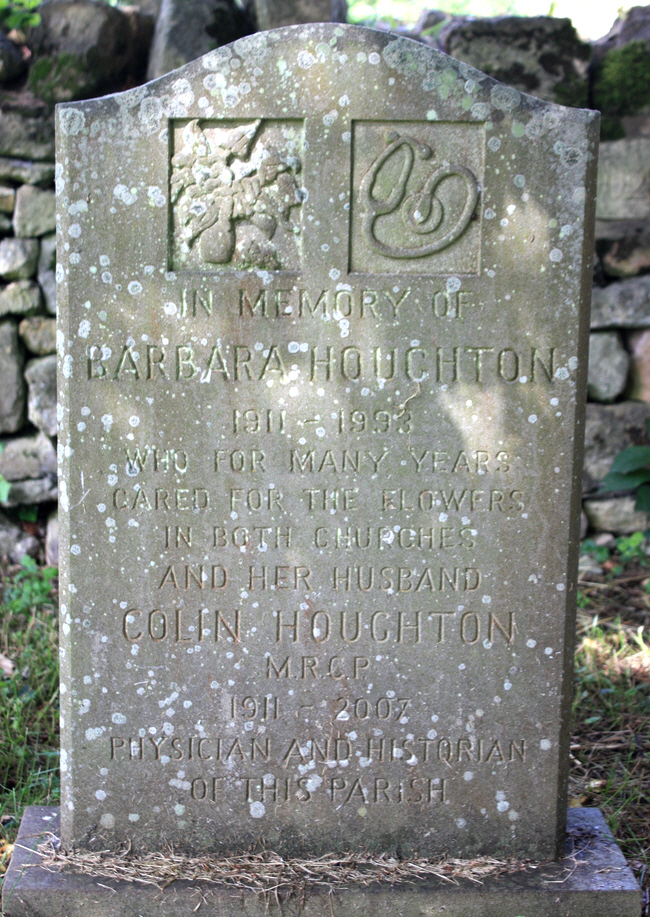 IN MEMORY OF
BARBARA HOUGHTON
1911 - 1993
WHO FOR MANY YEARS
CARED FOR THE FLOWERS
IN BOTH CHURCHES
AND HER HUSBAND
COLIN HOUGHTON
M.R.C.P.
1911 - 2007
PHYSICIAN AND HISTORIAN
OF THIS PARISH